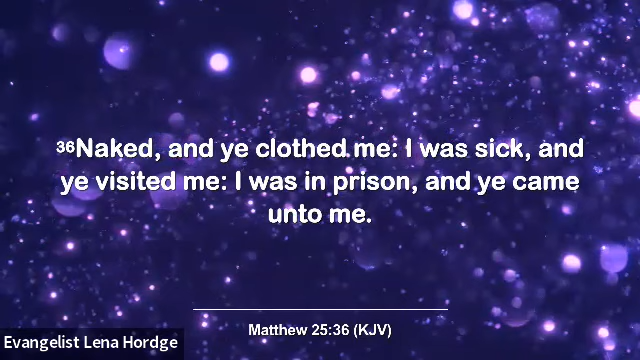 ³⁶Naked, and ye clothed me: I was sick, and
ye visited me: I was in prison, and ye came
unto me.
Matthew 25:36 (KJV)
Evangelist Lena Hordge